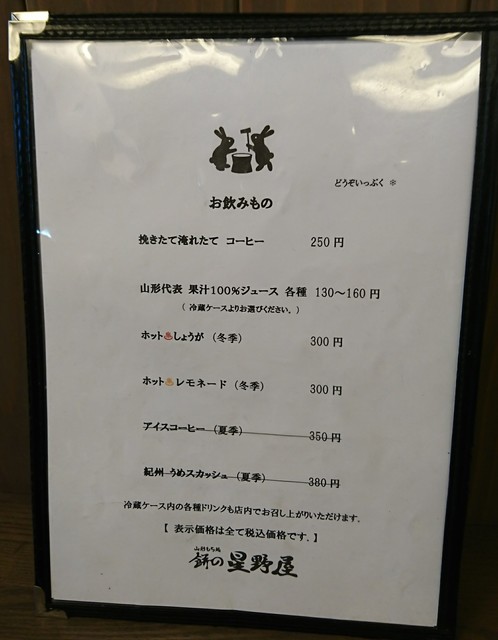 どうぞいっぷく ※
お飲みもの
挽きたて淹れたて コーヒー 250円
山形代表 果汁100%ジュース 各種 130〜160円
( 冷蔵ケースよりお選びください。)
ホット♨しょうが (冬季) 300円
ホット♨レモネード (冬季) 300円
アイスコーヒー (夏季) 350円
紀州 うめスカッシュ (夏季) 380円
冷蔵ケース内の各種ドリンクも店内でお召し上がりいただけます。
【 表示価格は全て税込価格です。】
山形もち処
餅の星野屋